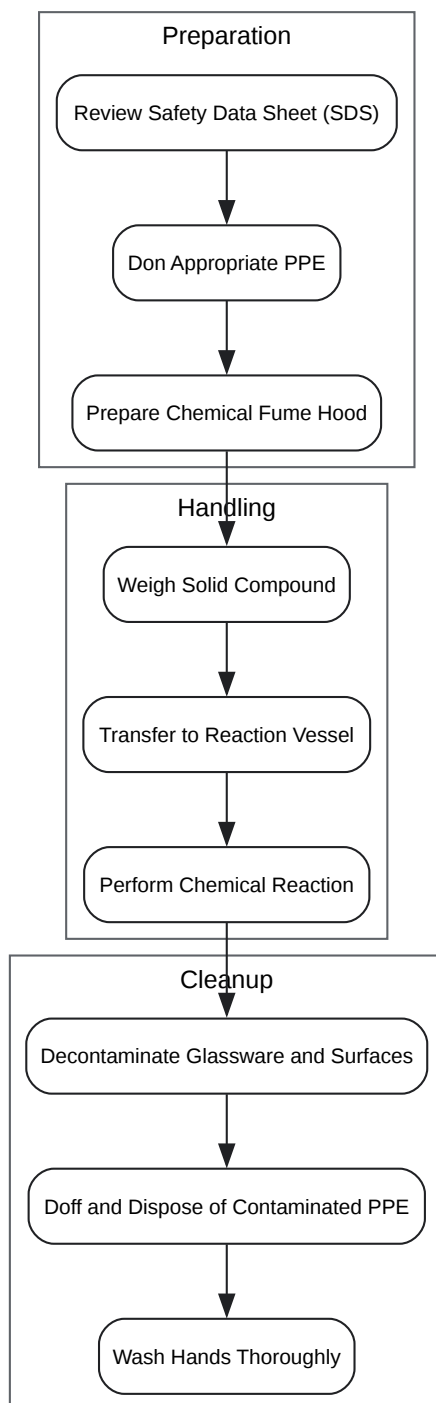 Preparation
Review Safety Data Sheet (SDS)
Don Appropriate PPE
Prepare Chemical Fume Hood
Handling
Weigh Solid Compound
Transfer to Reaction Vessel
Perform Chemical Reaction
Cleanup
Decontaminate Glassware and Surfaces
Doff and Dispose of Contaminated PPE
Wash Hands Thoroughly